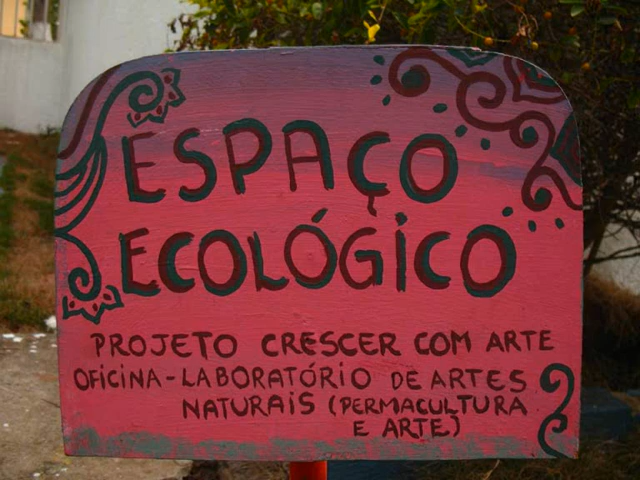 ESPAÇO
ECOLÓGICO
PROJETO CRESCER COM ARTE
OFICINA-LABORATÓRIO DE ARTES
NATURAIS (PERMACULTURA
E ARTE)